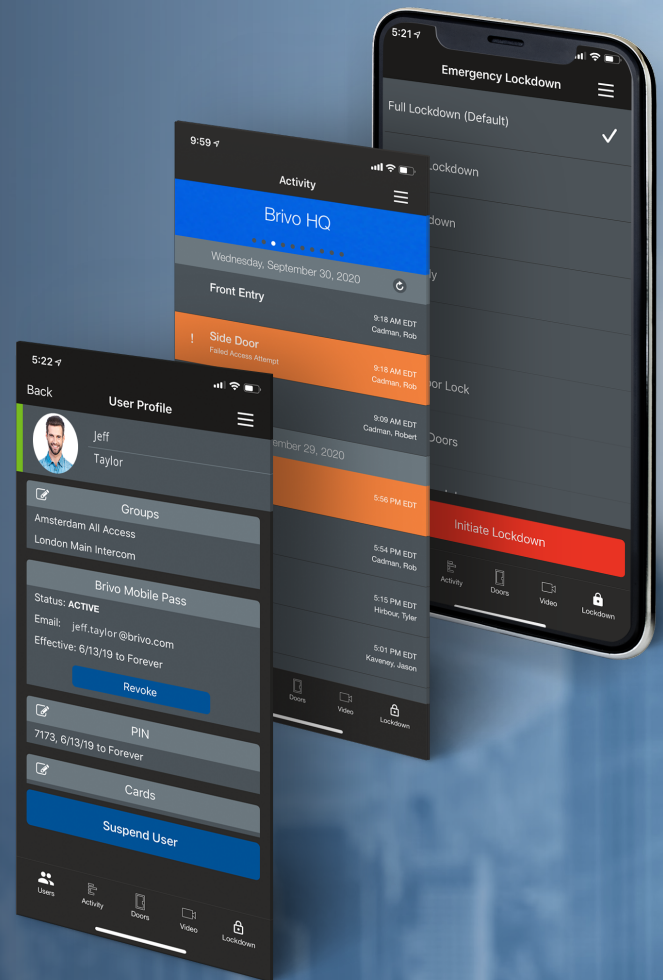 5:21
Emergency Lockdown
Full Lockdown (Default)
Lockdown
down
ly
or Lock
Doors
Initiate Lockdown
Activity
Doors
Video
Lockdown
9:59
Activity
Brivo HQ
Wednesday, September 30, 2020
Front Entry
9:18 AM EDT
Cadman, Rob
!
Side Door
Failed Access Attempt
9:18 AM EDT
Cadman, Rob
9:09 AM EDT
Cadman, Robert
ember 29, 2020
5:56 PM EDT
5:54 PM EDT
Cadman, Rob
5:15 PM EDT
Hirbour, Tyler
5:01 PM EDT
Kaveney, Jason
Doors
Video
Lockdown
5:22
Back
User Profile
Jeff
Taylor
Groups
Amsterdam All Access
London Main Intercom
Brivo Mobile Pass
Status: ACTIVE
Email: jeff.taylor@brivo.com
Effective: 6/13/19 to Forever
Revoke
PIN
7173, 6/13/19 to Forever
Cards
Suspend User
Users
Activity
Doors
Video
Lockdown